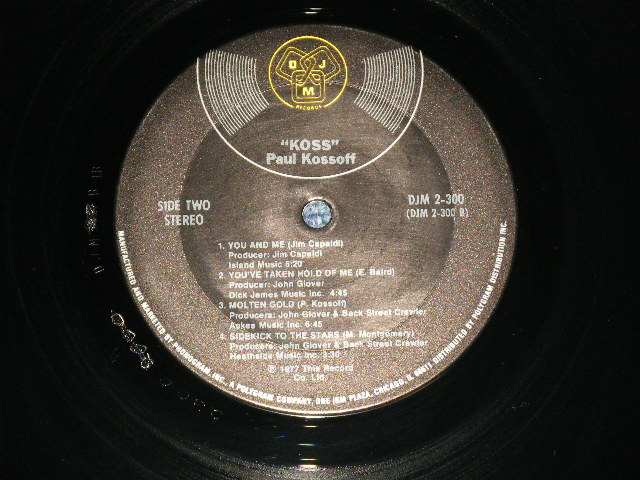 D J
M
RECORDS
"KOSS"
Paul Kossoff
SIDE TWO
STEREO
DJM 2-300
(DJM 2-300 B)
1. YOU AND ME (Jim Capaldi)
Producer: Jim Capaldi
Island Music 5:20
2. YOU'VE TAKEN HOLD OF ME (E. Baird)
Producer: John Glover
Dick James Music Inc. 4:45
3. MOLTEN GOLD (P. Kossoff)
Producers: John Glover & Back Street Crawler
Askes Music Inc. 6:45
4. SIDEKICK TO THE STARS (M. Montgomery)
Producers: John Glover & Back Street Crawler
Heathside Music Inc. 3:30
Ⓟ 1977 This Record
Co. Ltd.
MANUFACTURED AND MARKETED BY PHONOGRAM, INC., A POLYGRAM COMPANY, ONE IBM PLAZA, CHICAGO, IL 60611 DISTRIBUTED BY POLYGRAM DISTRIBUTION INC.